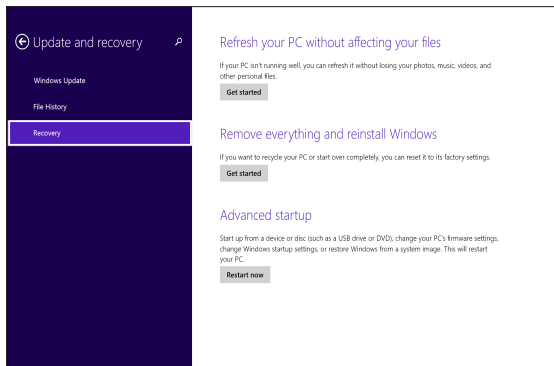 Update and recovery
Windows Update
File History
Recovery
Refresh your PC without affecting your files
If your PC isn't running well, you can refresh it without losing your photos, music, videos, and
other personal files.
Get started
Remove everything and reinstall Windows
If you want to recycle your PC or start over completely, you can reset it to its factory settings.
Get started
Advanced startup
Start up from a device or disc (such as a USB drive or DVD), change your PC's firmware settings,
change Windows startup settings, or restore Windows from a system image. This will restart
your PC.
Restart now